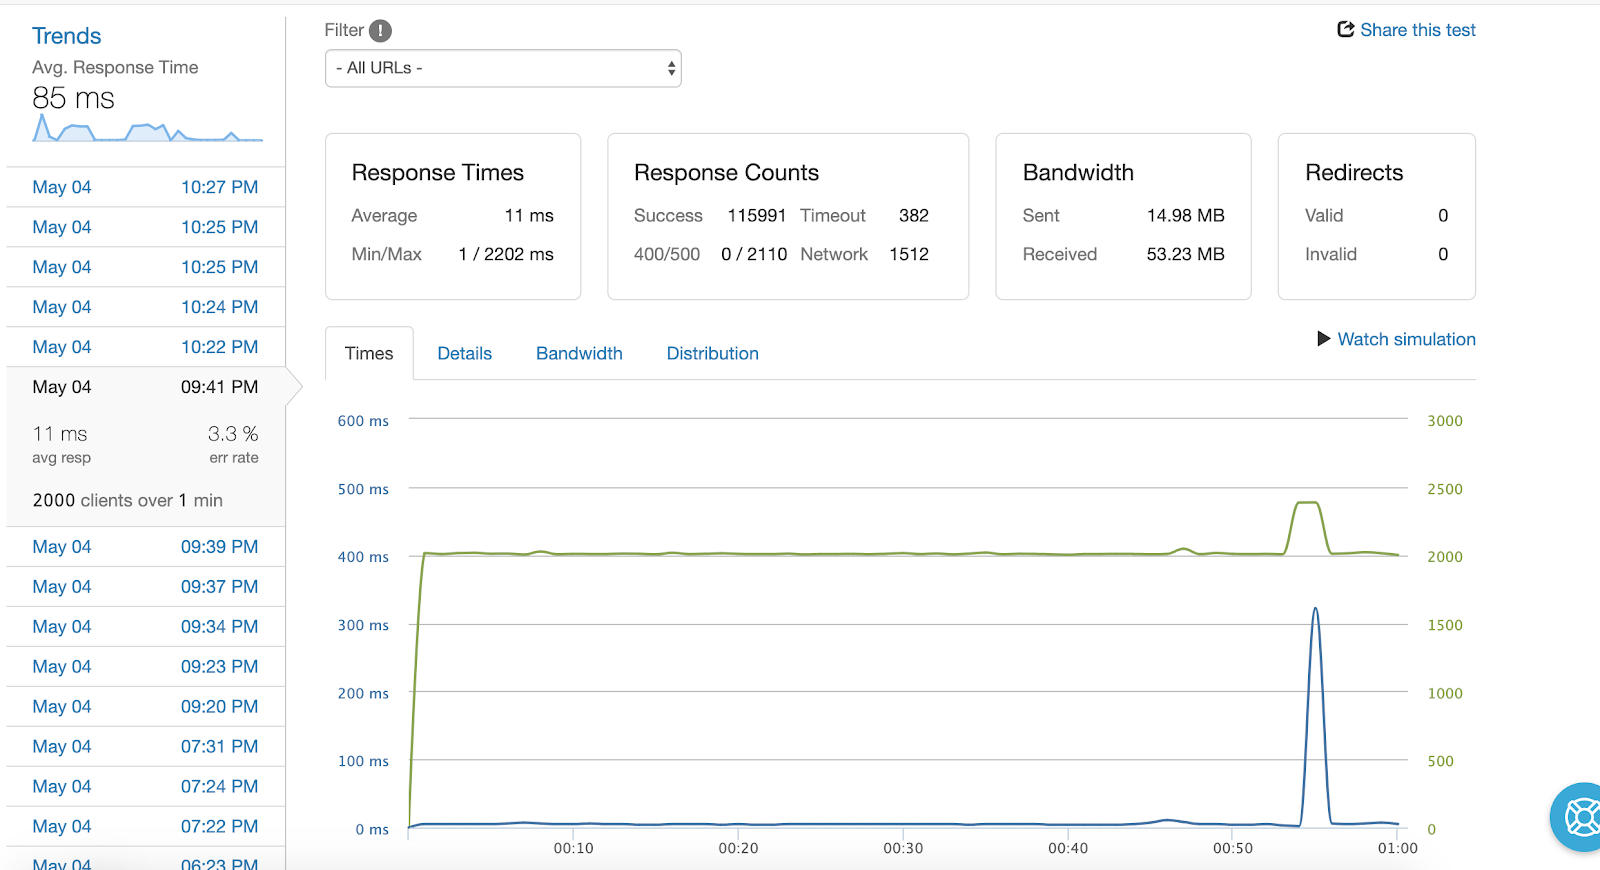 Trends
Avg. Response Time
85 ms
May 04 10:27 PM
May 04 10:25 PM
May 04 10:25 PM
May 04 10:24 PM
May 04 10:22 PM
May 04 09:41 PM
11 ms 3.3 %
avg resp err rate
2000 clients over 1 min
May 04 09:39 PM
May 04 09:37 PM
May 04 09:34 PM
May 04 09:23 PM
May 04 09:20 PM
May 04 07:31 PM
May 04 07:24 PM
May 04 07:22 PM
May 04 06:23 PM
Filter !
- All URLs -
Share this test
Response Times
Average 11 ms
Min/Max 1 / 2202 ms
Response Counts
Success 115991 Timeout 382
400/500 0 / 2110 Network 1512
Bandwidth
Sent 14.98 MB
Received 53.23 MB
Redirects
Valid 0
Invalid 0
Times Details Bandwidth Distribution
Watch simulation
600 ms 3000
500 ms 2500
400 ms 2000
300 ms 1500
200 ms 1000
100 ms 500
0 ms 0
00:10 00:20 00:30 00:40 00:50 01:00